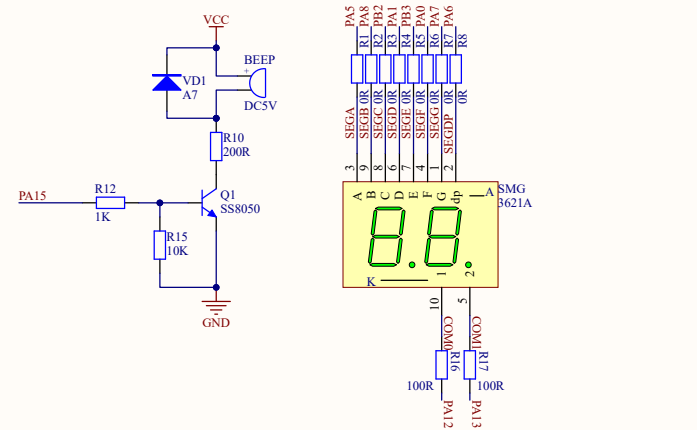 VCC
BEEP
+
VD1
A7
DC5V
R10
200R
PA15
R12
1K
Q1
SS8050
R15
10K
GND
PA5
PA8
PB2
PA1
PB3
PA0
PA7
PA6
R1
R2
R3
R4
R5
R6
R7
R8
0R
0R
0R
0R
0R
0R
0R
SEGA
SEGB
SEGC
SEGD
SEGE
SEGF
SEGG
SEGDP
3
9
8
6
7
4
1
2
A
B
C
D
E
F
G
dp
A
SMG
3621A
K
1
2
10
5
COM0
COM1
R16
R17
100R
100R
PA12
PA13